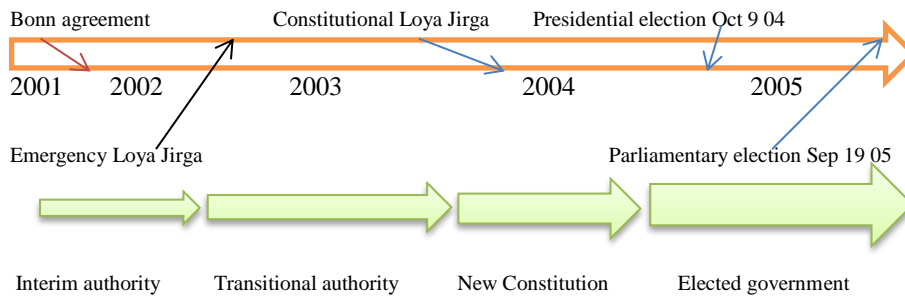 Bonn agreement Constitutional Loya Jirga Presidential election Oct 9 04
2001 2002 2003 2004 2005
Emergency Loya Jirga Parliamentary election Sep 19 05
Interim authority Transitional authority New Constitution Elected government